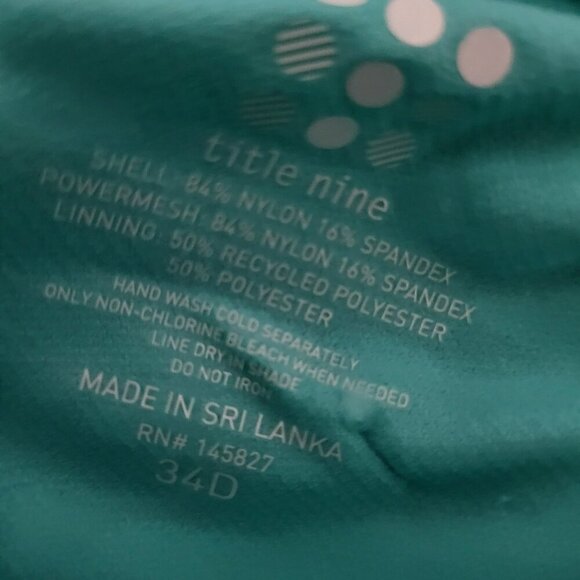 title nine
SHELL: 84% NYLON 16% SPANDEX
POWERMESH: 84% NYLON 16% SPANDEX
LINNING: 50% RECYCLED POLYESTER
50% POLYESTER
HAND WASH COLD SEPARATELY
ONLY NON-CHLORINE BLEACH WHEN NEEDED
LINE DRY IN SHADE
DO NOT IRON
MADE IN SRI LANKA
RN# 145827
34D